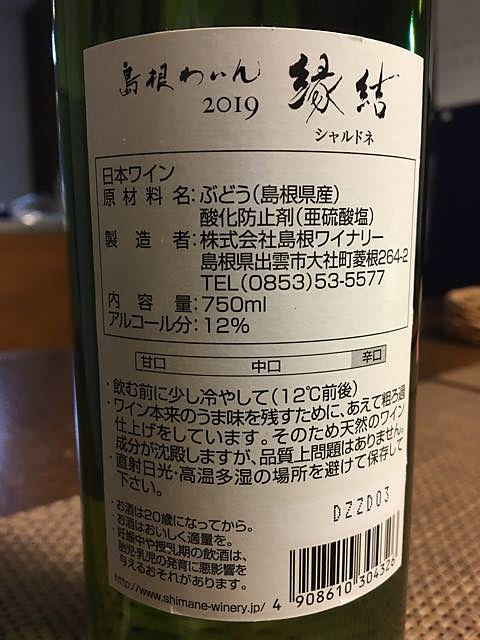 島根わいん
2019
縁結
シャルドネ
日本ワイン
原材料名：ぶどう（島根県産）
酸化防止剤（亜硫酸塩）
製造者：株式会社島根ワイナリー
島根県出雲市大社町菱根264-2
TEL（0853）53-5577
内容量：750ml
アルコール分：12％
甘口 中口 辛口
・飲む前に少し冷やして（12℃前後）
・ワイン本来のうま味を残すために、あえて粗ろ過
仕上げをしています。そのため天然のワイン
成分が沈殿しますが、品質上問題はありません。
・直射日光・高温多湿の場所を避けて保存して
下さい。
DZZD03
・お酒は20歳になってから。
・お酒はおいしく適量を。
・妊娠中や授乳期の飲酒は、
胎児・乳児の発育に悪影響を
与えるおそれがあります。
http://www.shimane-winery.jp/
4 908610 304326